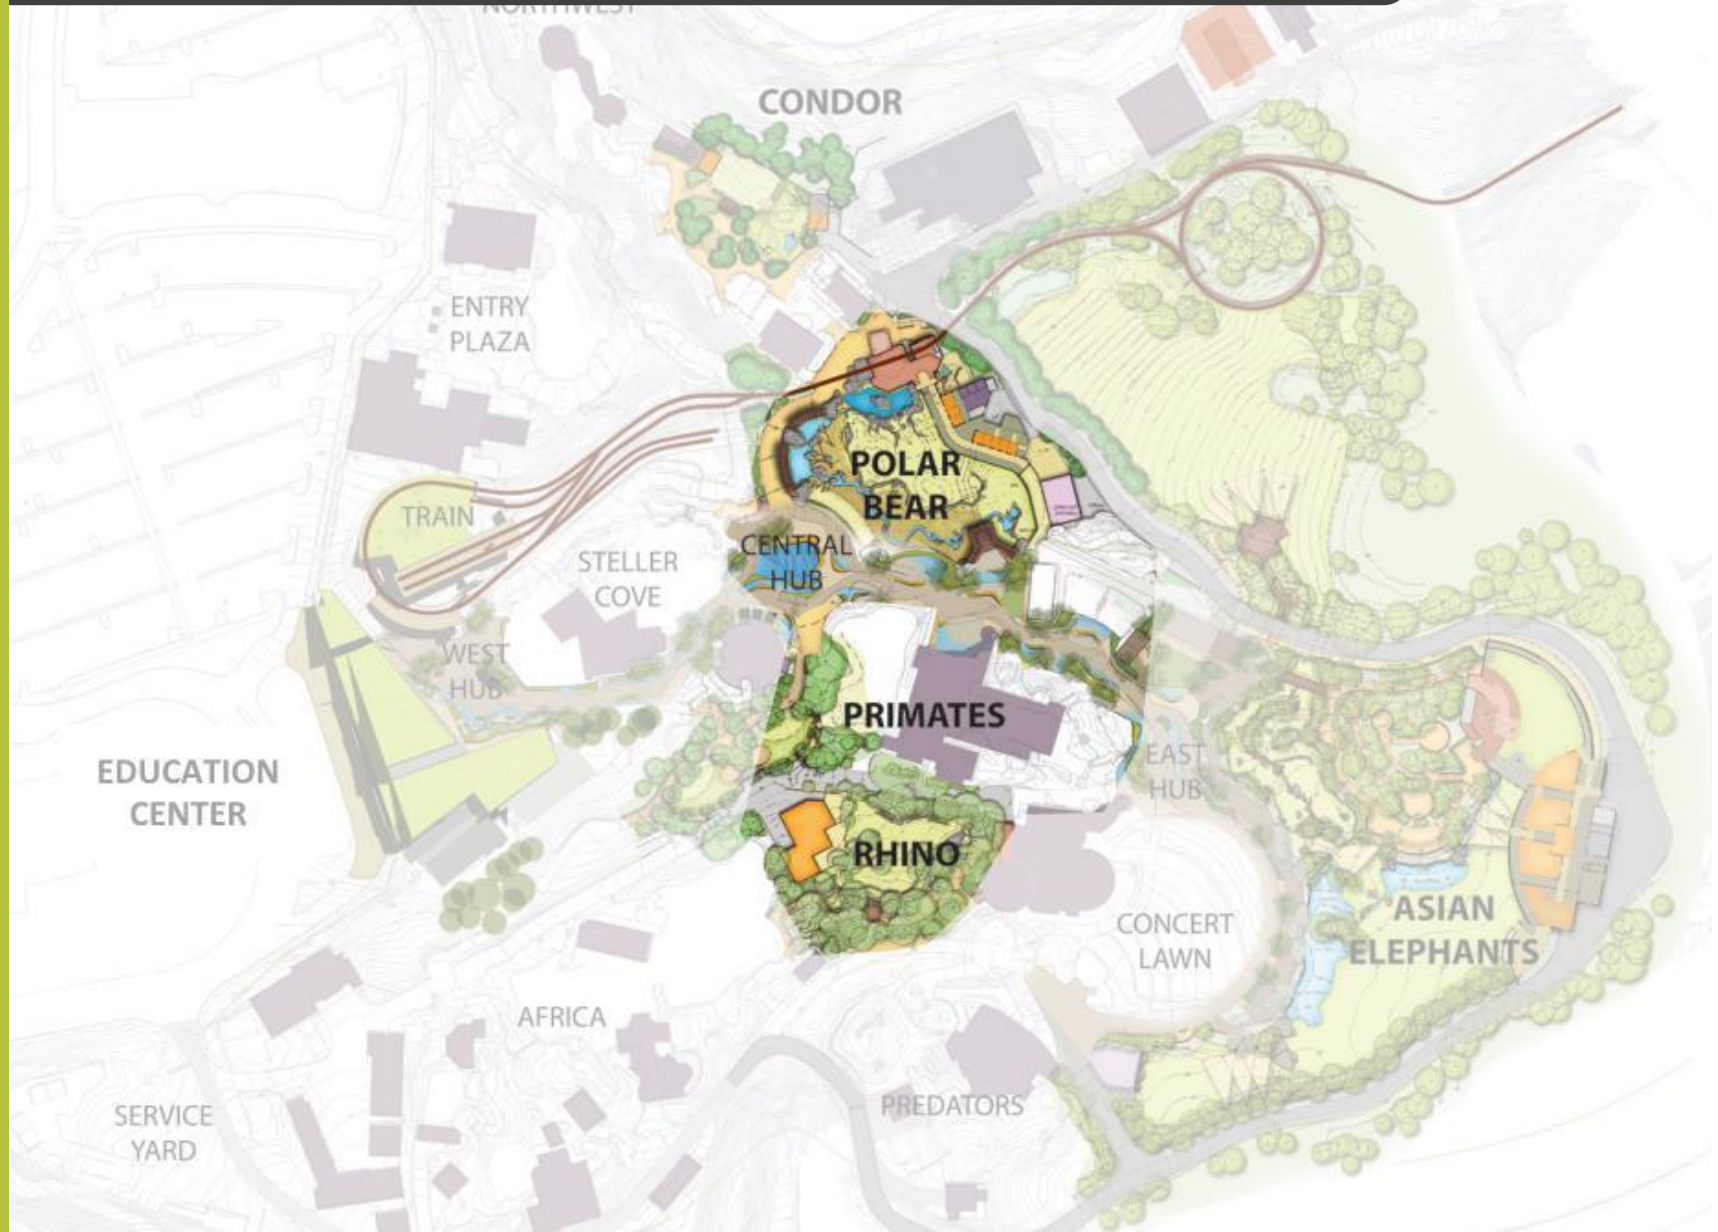 NORTHWEST
CONDOR
ENTRY
PLAZA
POLAR
BEAR
TRAIN
CENTRAL
HUB
STELLER
COVE
WEST
HUB
PRIMATES
EAST
HUB
EDUCATION
CENTER
RHINO
CONCERT
LAWN
ASIAN
ELEPHANTS
AFRICA
PREDATORS
SERVICE
YARD